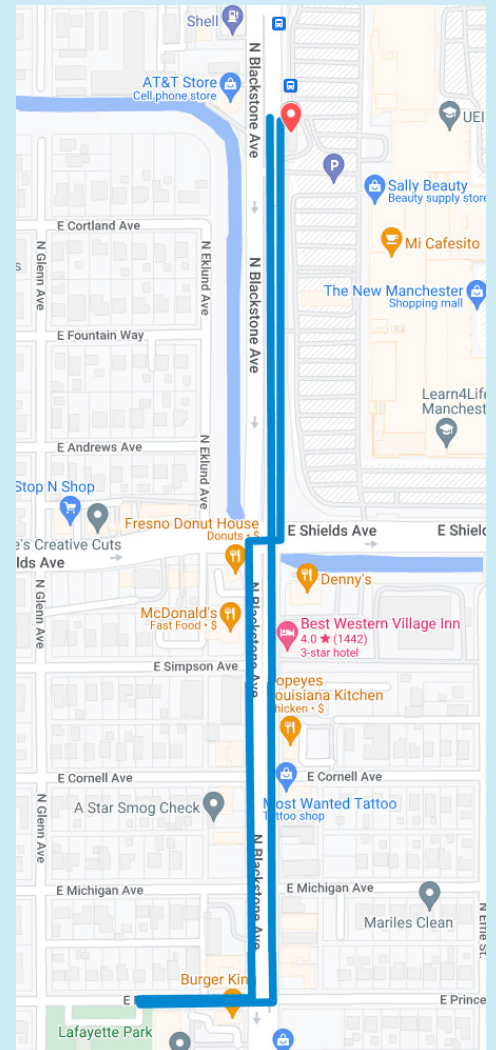 Shell
N Blackstone Ave
AT&T Store
Cell phone store
UEI
P
Sally Beauty
Beauty supply store
E Cortland Ave
N Glenn Ave
N Eklund Ave
Mi Cafesito
N Blackstone Ave
The New Manchester
Shopping mall
E Fountain Way
Learn4Life
Manchest
E Andrews Ave
N Eklund Ave
Stop N Shop
Fresno Donut House
Donuts · $
E Shields Ave
E Shield
e's Creative Cuts
lds Ave
N Glenn Ave
Denny's
N Blackstone Ave
McDonald's
Fast Food · $
Best Western Village Inn
4.0 ★ (1442)
3-star hotel
E Simpson Ave
opeyes
ouisiana Kitchen
hicken · $
E Cornell Ave
E Cornell Ave
N Glenn Ave
A Star Smog Check
Most Wanted Tattoo
Tattoo shop
N Blackstone Ave
E Michigan Ave
E Michigan Ave
Mariles Clean
N Effie St.
Burger King
E
E Prince
Lafayette Park